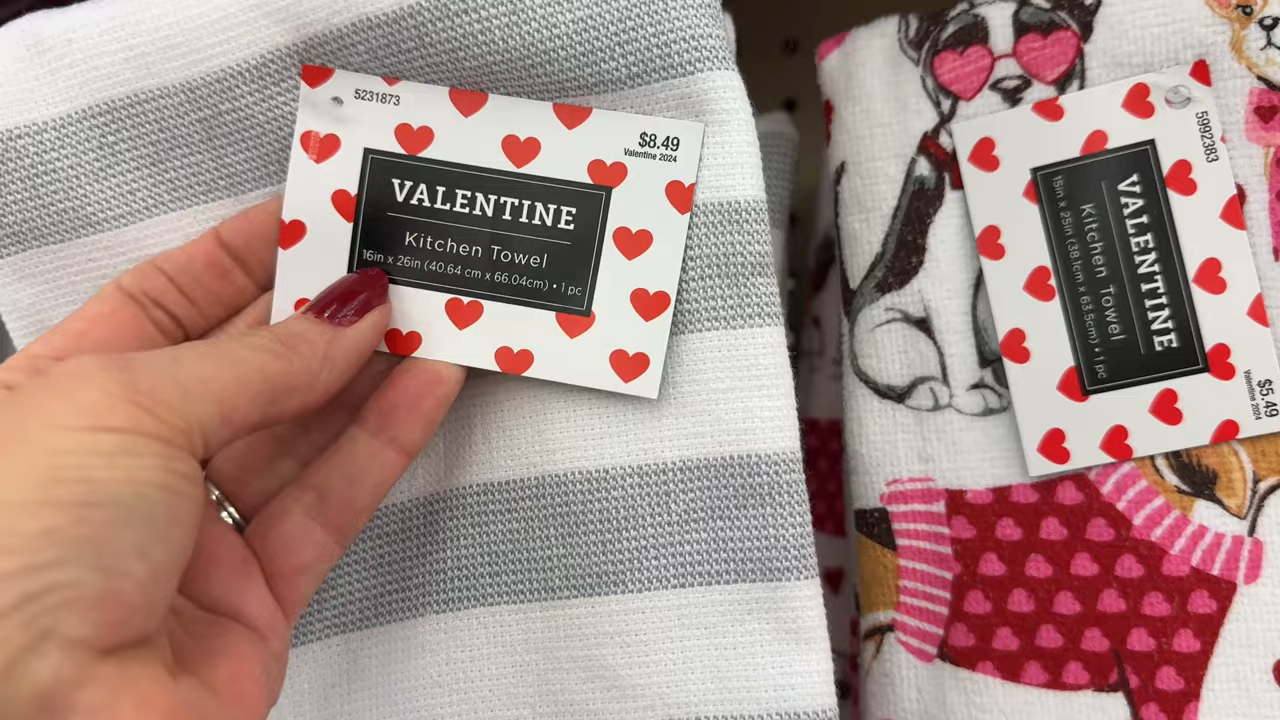 5231873
$8.49
Valentine 2024
VALENTINE
Kitchen Towel
16in x 26in (40.64 cm x 66.04cm) • 1 pc
5992383
VALENTINE
Kitchen Towel
15in x 25in (38.1cm x 63.5cm) • 1 pc
$5.49
Valentine 2024